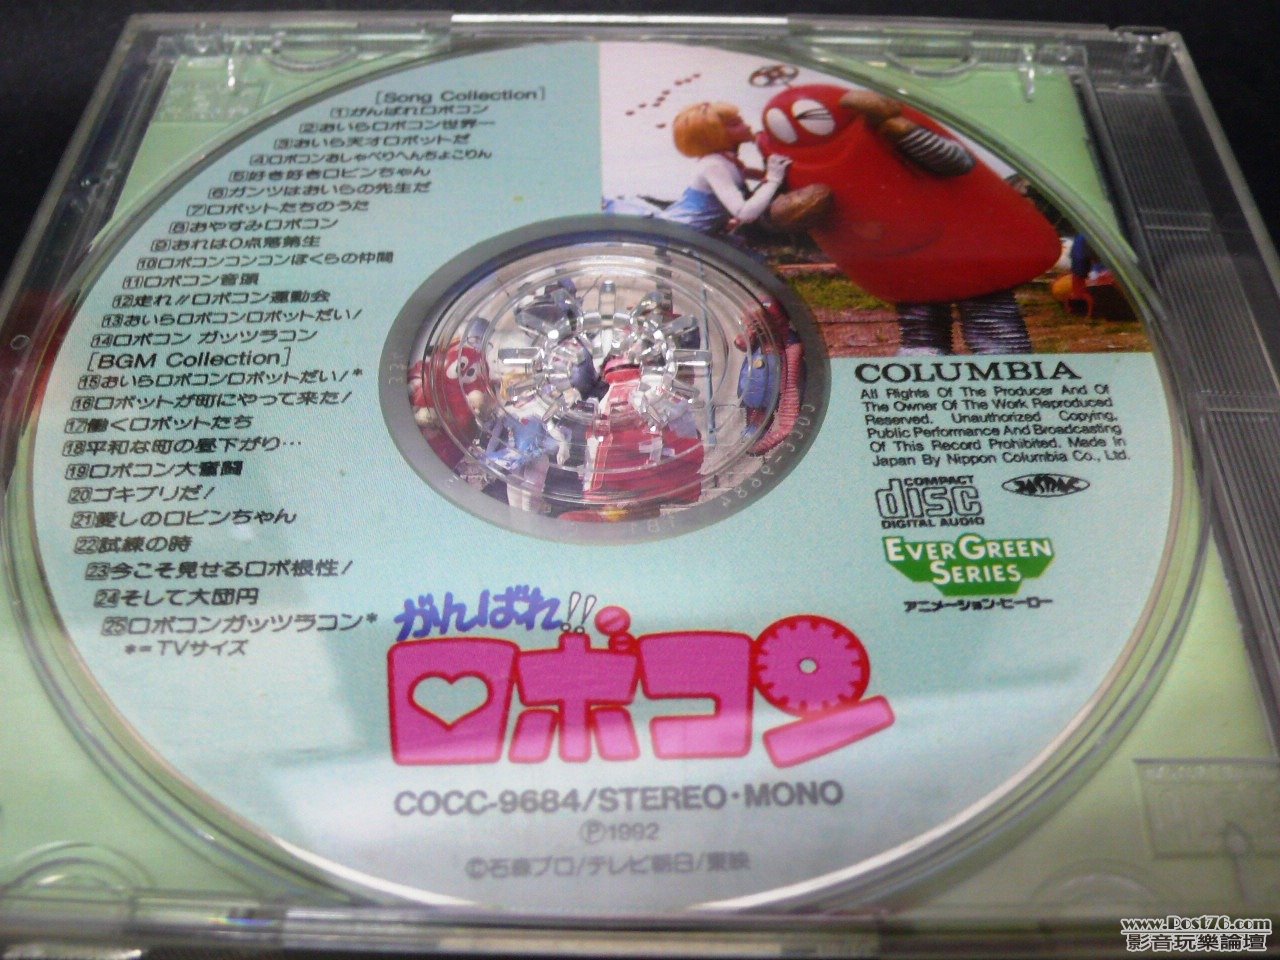 [Song Collection]
1がんばれロボコン
2おいらロボコン世界一
3おいら天才ロボットだ
4ロボコンおしゃべりへんちょこりん
5好き好きロビンちゃん
6ガンツはおいらの先生だ
7ロボットたちのうた
8おやすみロボコン
9おれは0点落第生
10ロボコンコンコンぼくらの仲間
11ロボコン音頭
12走れ!!ロボコン運動会
13おいらロボコンロボットだい!
14ロボコン ガッツラコン
[BGM Collection]
15おいらロボコンロボットだい!*
16ロボットが町にやって来た!
17働くロボットたち
18平和な町の昼下がり…
19ロボコン大奮闘
20ゴキブリだ!
21愛しのロビンちゃん
22試練の時
23今こそ見せるロボ根性!
24そして大団円
25ロボコンガッツラコン*
*=TVサイズ
COLUMBIA
All Rights Of The Producer And Of
The Owner Of The Work Reproduced
Reserved. Unauthorized Copying,
Public Performance And Broadcasting
Of This Record Prohibited. Made In
Japan By Nippon Columbia Co., Ltd.
COMPACT
disc
DIGITAL AUDIO
JASRAC
EVER GREEN
SERIES
アニメーション・ヒーロー
がんばれ!!
ロボコン
COCC-9684/STEREO・MONO
Ⓟ1992
©石森プロ/テレビ朝日/東映
www.Post76.com
影音玩樂論壇